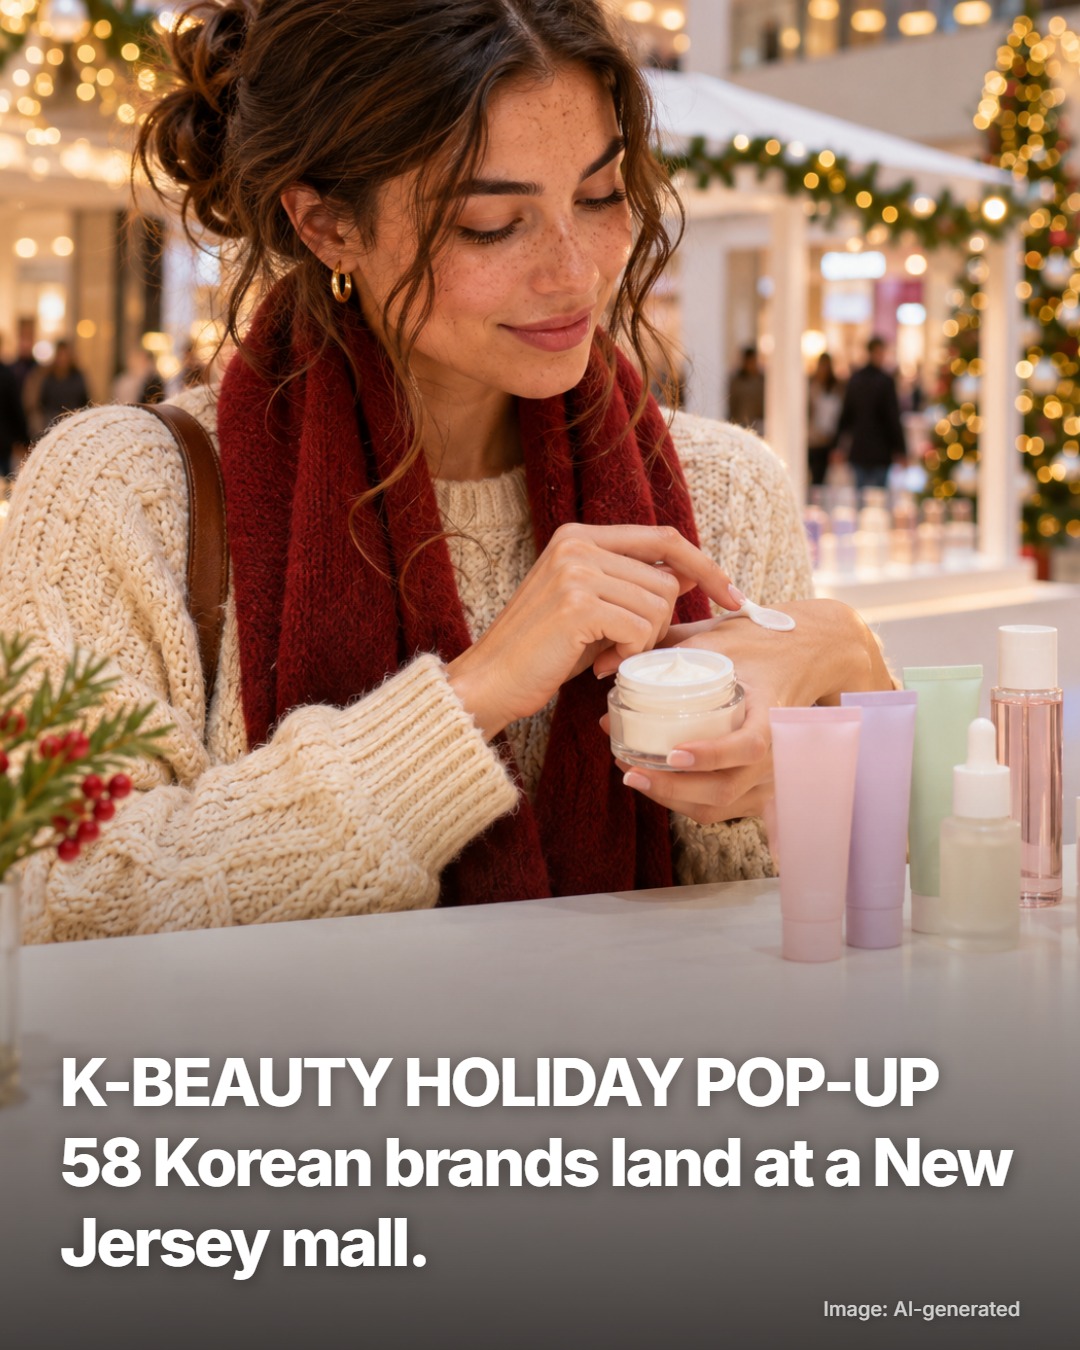 K-BEAUTY HOLIDAY POP-UP
58 Korean brands land at a New
Jersey mall.
Image: AI-generated